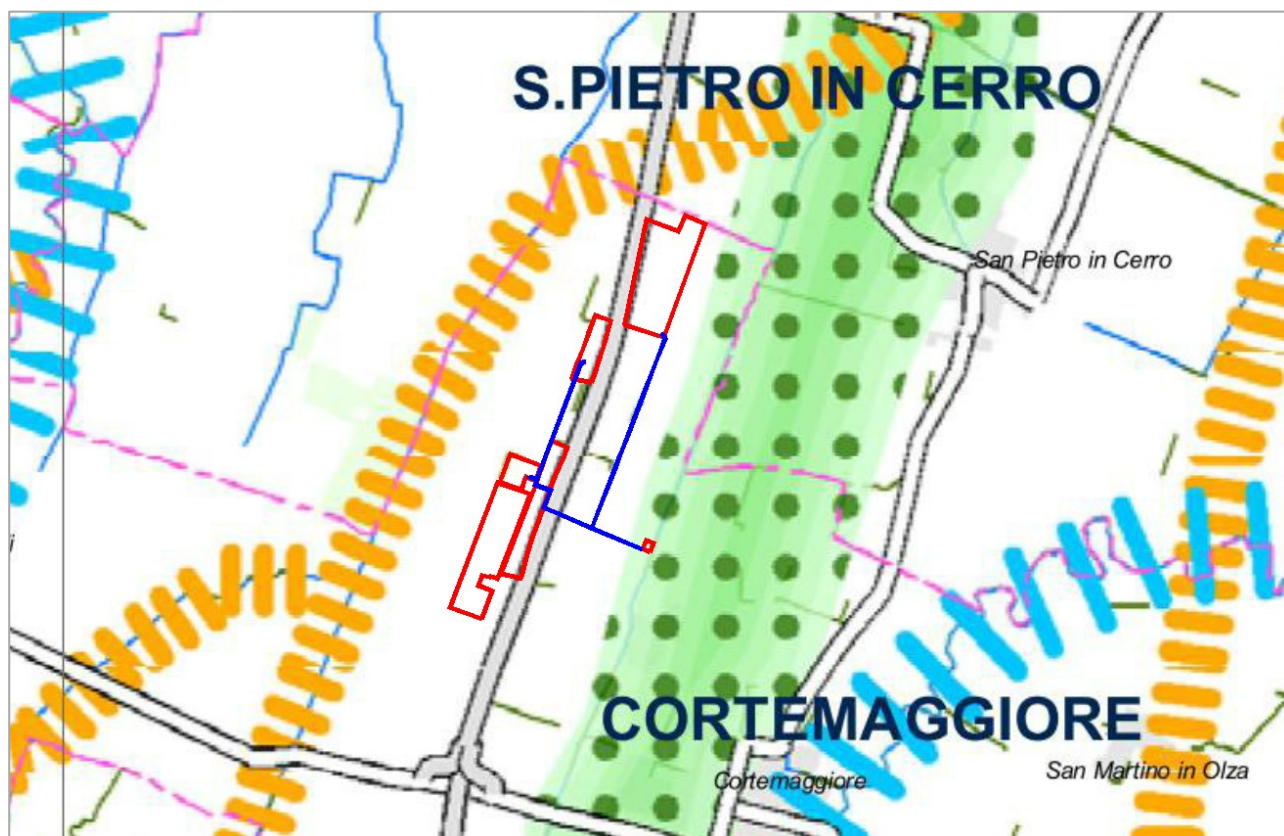 S.PIETRO IN CERRO
San Pietro in Cerro
i
CORTEMAGGIORE
San Martino in Olza
Cortemaggiore